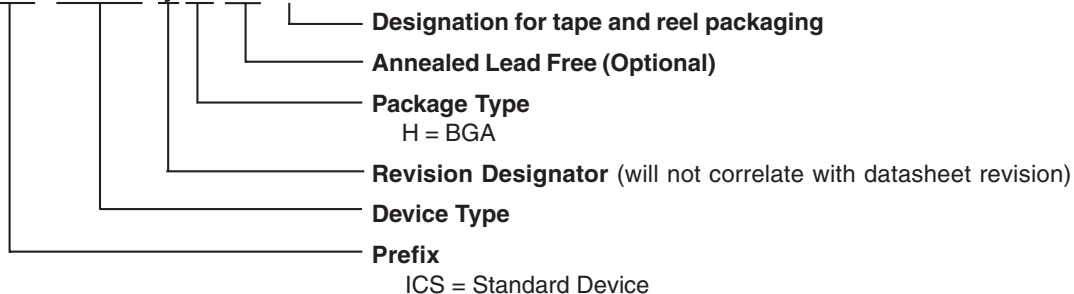 Designation for tape and reel packaging
Annealed Lead Free (Optional)
Package Type
H = BGA
Revision Designator (will not correlate with datasheet revision)
Device Type
Prefix
ICS = Standard Device